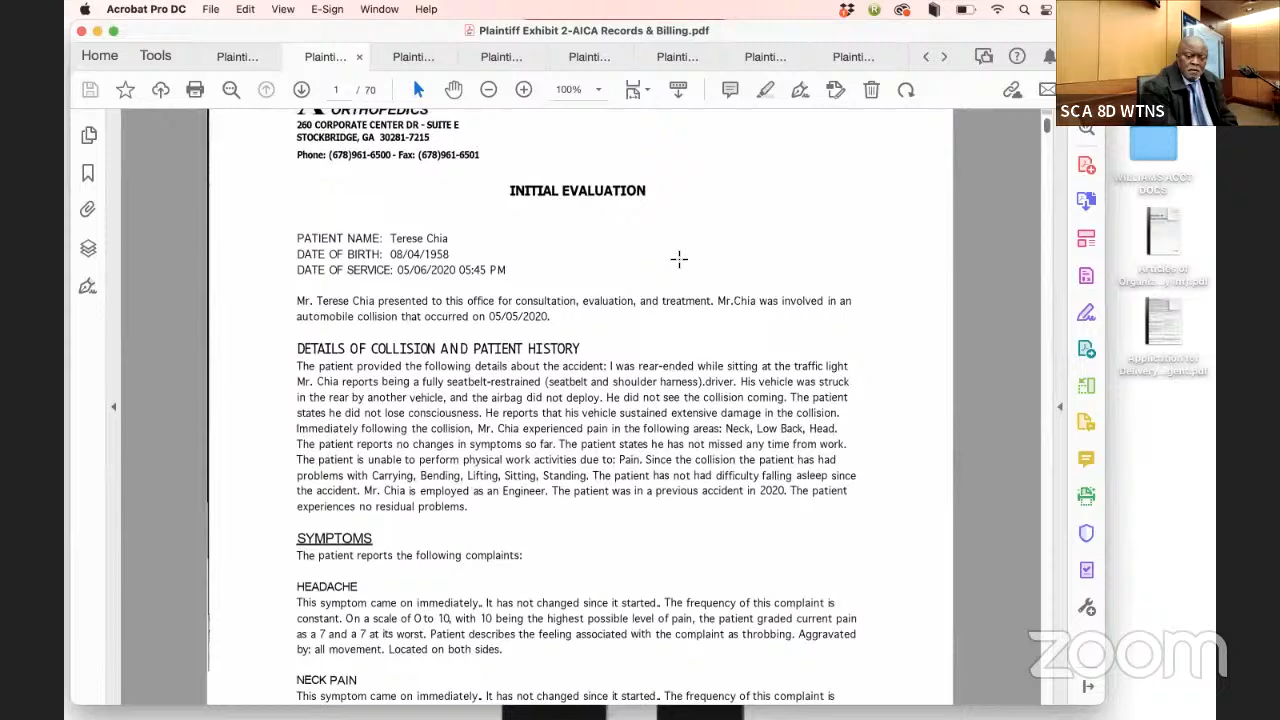 Acrobat Pro DC File Edit View E-Sign Window Help
Plaintiff Exhibit 2-AICA Records & Billing.pdf
Home Tools Plainti... Plainti... × Plainti... Plainti... Plainti... Plainti... Plainti... Plainti...
1 / 70 100%
SCA 8D WTNS
ORTHOPEDICS
260 CORPORATE CENTER DR - SUITE E
STOCKBRIDGE, GA 30281-7215
Phone: (678)961-6500 - Fax: (678)961-6501
INITIAL EVALUATION
PATIENT NAME: Terese Chia
DATE OF BIRTH: 08/04/1958
DATE OF SERVICE: 05/06/2020 05:45 PM
Mr. Terese Chia presented to this office for consultation, evaluation, and treatment. Mr.Chia was involved in an
automobile collision that occurred on 05/05/2020.
DETAILS OF COLLISION AND PATIENT HISTORY
The patient provided the following details about the accident: I was rear-ended while sitting at the traffic light
Mr. Chia reports being a fully seatbelt-restrained (seatbelt and shoulder harness).driver. His vehicle was struck
in the rear by another vehicle, and the airbag did not deploy. He did not see the collision coming. The patient
states he did not lose consciousness. He reports that his vehicle sustained extensive damage in the collision.
Immediately following the collision, Mr. Chia experienced pain in the following areas: Neck, Low Back, Head.
The patient reports no changes in symptoms so far. The patient states he has not missed any time from work.
The patient is unable to perform physical work activities due to: Pain. Since the collision the patient has had
problems with Carrying, Bending, Lifting, Sitting, Standing. The patient has not had difficulty falling asleep since
the accident. Mr. Chia is employed as an Engineer. The patient was in a previous accident in 2020. The patient
experiences no residual problems.
SYMPTOMS
The patient reports the following complaints:
HEADACHE
This symptom came on immediately.. It has not changed since it started.. The frequency of this complaint is
constant. On a scale of 0 to 10, with 10 being the highest possible level of pain, the patient graded current pain
as a 7 and a 7 at its worst. Patient describes the feeling associated with the complaint as throbbing. Aggravated
by: all movement. Located on both sides.
NECK PAIN
This symptom came on immediately.. It has not changed since it started.. The frequency of this complaint is
WILLIAMS ACCT
DOCS
Articles of
Organiz...
Application for
Delivery...gent.pdf
zoom